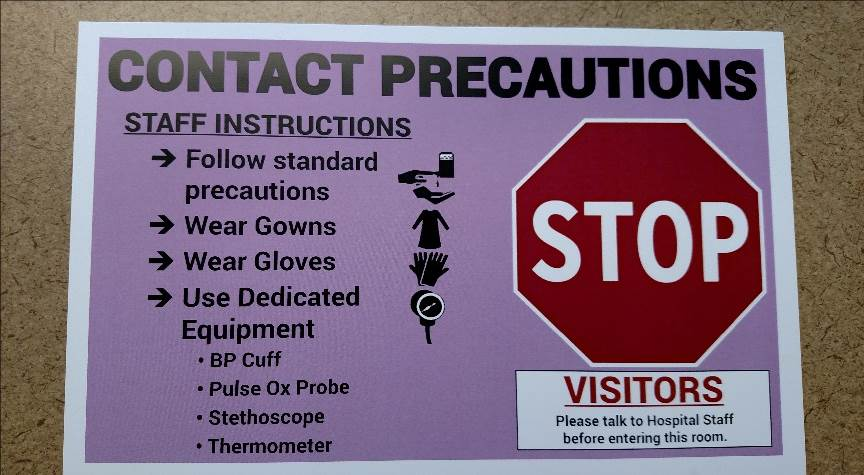 CONTACT PRECAUTIONS
STAFF INSTRUCTIONS
→ Follow standard
precautions
→ Wear Gowns
→ Wear Gloves
→ Use Dedicated
Equipment
• BP Cuff
• Pulse Ox Probe
• Stethoscope
• Thermometer
STOP
VISITORS
Please talk to Hospital Staff
before entering this room.